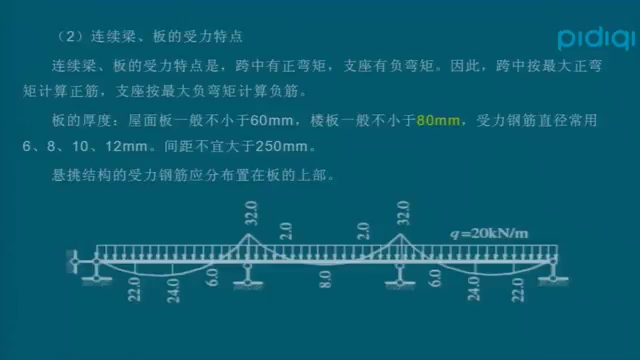 （2）连续梁、板的受力特点
pidiqi
连续梁、板的受力特点是，跨中有正弯矩，支座有负弯矩。因此，跨中按最大正弯
矩计算正筋，支座按最大负弯矩计算负筋。
板的厚度：屋面板一般不小于60mm，楼板一般不小于80mm，受力钢筋直径常用
6、8、10、12mm。间距不宜大于250mm。
悬挑结构的受力钢筋应分布置在板的上部。
32.0
2.0
2.0
32.0
q=20kN/m
22.0
24.0
6.0
8.0
6.0
24.0
22.0